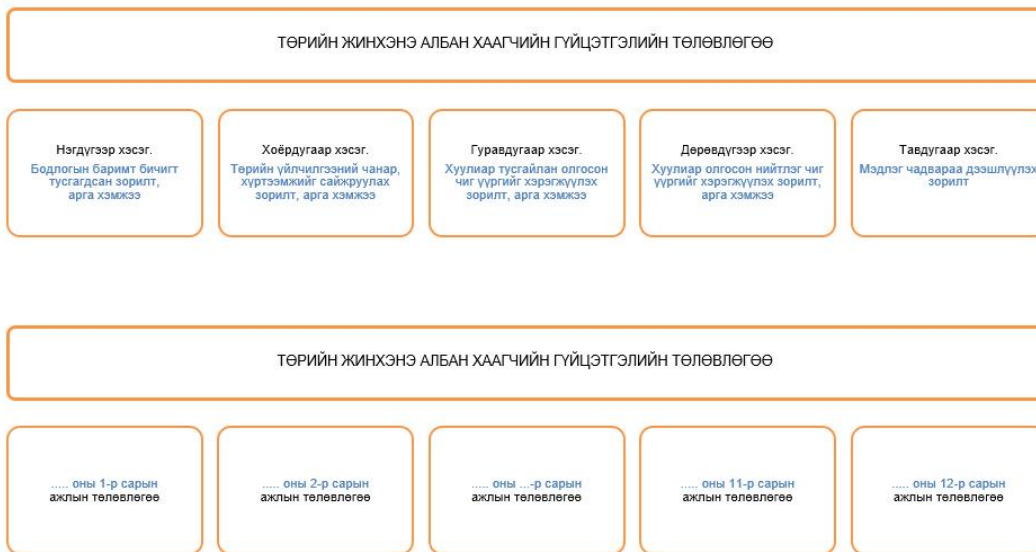 ТӨРИЙН ЖИНХЭНЭ АЛБАН ХААГЧИЙН ГҮЙЦЭТГЭЛИЙН ТӨЛӨВЛӨГӨӨ
Нэгдүгээр хэсэг.
Бодлогын баримт бичигт
тусгагдсан зорилт,
арга хэмжээ
Хоёрдугаар хэсэг.
Төрийн үйлчилгээний чанар,
хүртээмжийг сайжруулах
зорилт, арга хэмжээ
Гуравдугаар хэсэг.
Хуулиар тусгайлан олгосон
чиг үүргийг хэрэгжүүлэх
зорилт, арга хэмжээ
Дөрөвдүгээр хэсэг.
Хуулиар олгосон нийтлэг чиг
үүргийг хэрэгжүүлэх зорилт,
арга хэмжээ
Тавдугаар хэсэг.
Мэдлэг чадвараа дээшлүүлэх
зорилт
ТӨРИЙН ЖИНХЭНЭ АЛБАН ХААГЧИЙН ГҮЙЦЭТГЭЛИЙН ТӨЛӨВЛӨГӨӨ
..... оны 1-р сарын
ажлын төлөвлөгөө
..... оны 2-р сарын
ажлын төлөвлөгөө
..... оны ...-р сарын
ажлын төлөвлөгөө
..... оны 11-р сарын
ажлын төлөвлөгөө
..... оны 12-р сарын
ажлын төлөвлөгөө